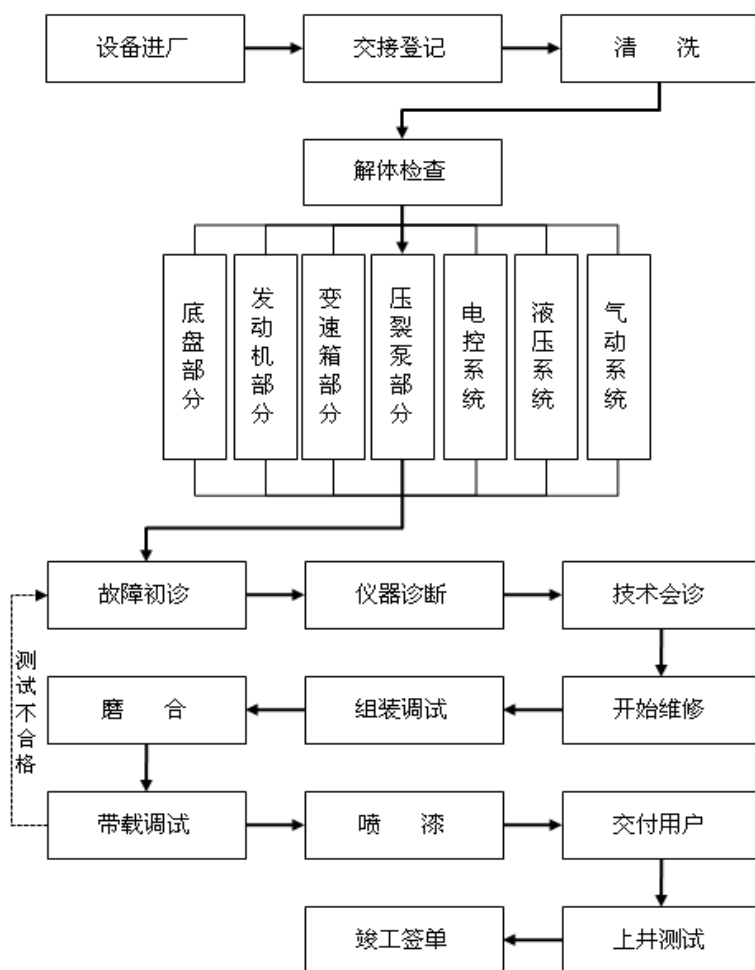 设备进厂
交接登记
清 洗
解体检查
底盘部分
发动机部分
变速箱部分
压裂泵部分
电控系统
液压系统
气动系统
故障初诊
仪器诊断
技术会诊
测试不合格
磨 合
组装调试
开始维修
带载调试
喷 漆
交付用户
竣工签单
上井测试